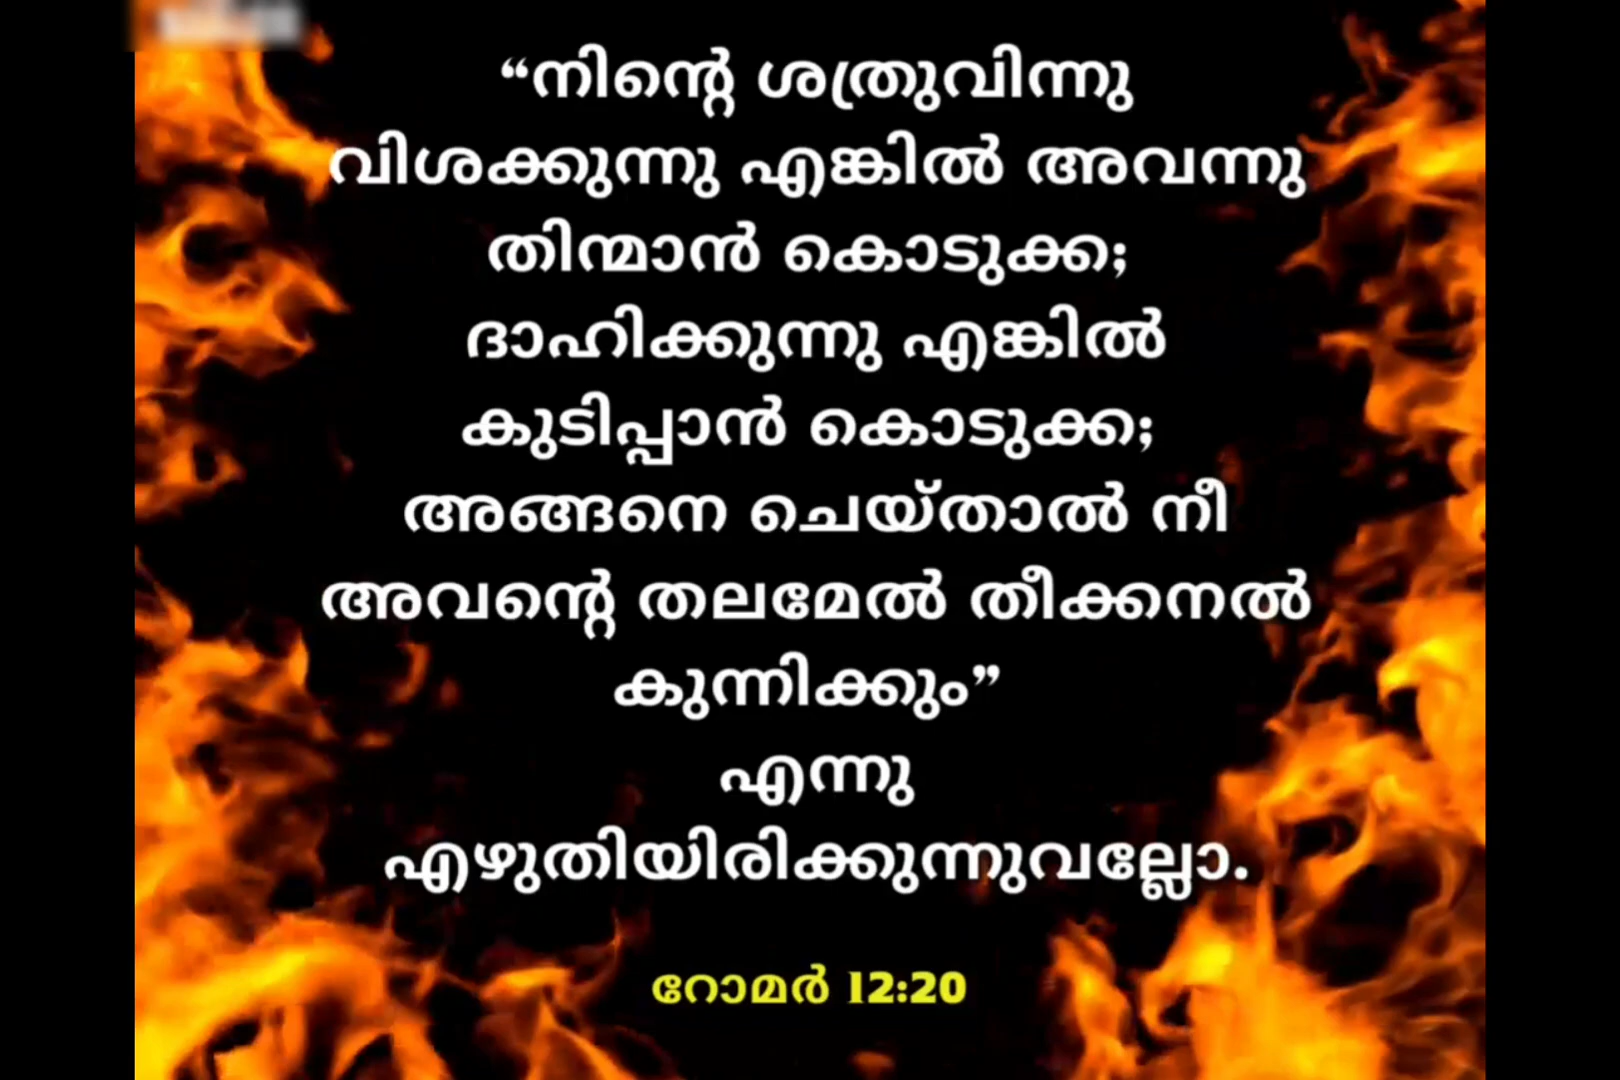 “നിന്റെ ശത്രുവിന്നു
വിശക്കുന്നു എങ്കിൽ അവന്നു
തിന്മാൻ കൊടുക്ക;
ദാഹിക്കുന്നു എങ്കിൽ
കുടിപ്പാൻ കൊടുക്ക;
അങ്ങനെ ചെയ്താൽ നീ
അവന്റെ തലമേൽ തീക്കനൽ
കുന്നിക്കും”
എന്നു
എഴുതിയിരിക്കുന്നുവല്ലോ.
റോമർ 12:20